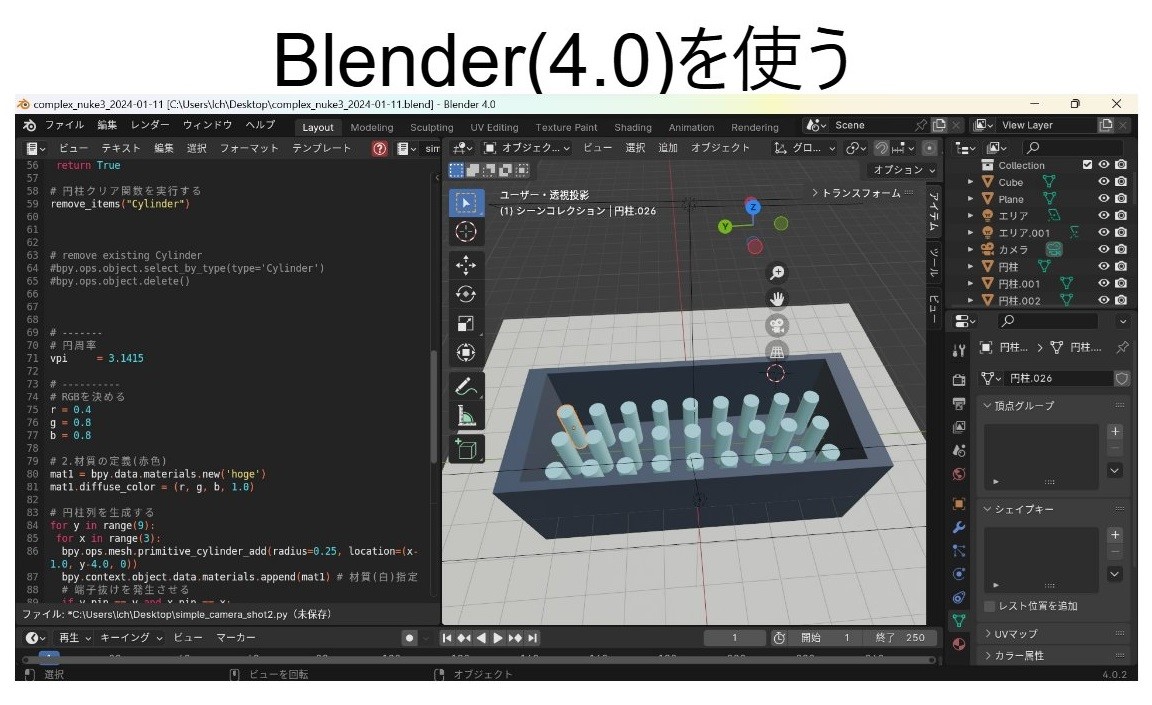 Blender(4.0)を使う
complex_nuke3_2024-01-11 [C:\Users\lch\Desktop\complex_nuke3_2024-01-11.blend] - Blender 4.0
ファイル 編集 レンダー ウィンドウ ヘルプ Layout Modeling Sculpting UV Editing Texture Paint Shading Animation Rendering Scene View Layer
ビュー テキスト 編集 選択 フォーマット テンプレート sim
オブジェク... ビュー 選択 追加 オブジェクト グロ...
オプション
56 return True
57
58 # 円柱クリア関数を実行する
59 remove_items("Cylinder")
60
61
62
63 # remove existing Cylinder
64 #bpy.ops.object.select_by_type(type='Cylinder')
65 #bpy.ops.object.delete()
66
67
68
69 # -------
70 # 円周率
71 vpi = 3.1415
72
73 # ----------
74 # RGBを決める
75 r = 0.4
76 g = 0.8
77 b = 0.8
78
79 # 2.材質の定義(赤色)
80 mat1 = bpy.data.materials.new('hoge')
81 mat1.diffuse_color = (r, g, b, 1.0)
82
83 # 円柱列を生成する
84 for y in range(9):
85 for x in range(3):
86 bpy.ops.mesh.primitive_cylinder_add(radius=0.25, location=(x-
1.0, y-4.0, 0))
87 bpy.context.object.data.materials.append(mat1) # 材質(白)指定
88 # 端子抜けを発生させる
89 if y_pin == y and x_pin == x:
ファイル: *C:\Users\lch\Desktop\simple_camera_shot2.py (未保存)
ユーザー・透視投影
(1) シーンコレクション | 円柱.026
トランスフォーム
Z
Y
アイテム
ツール
ビュー
Collection
Cube
Plane
エリア
エリア.001
カメラ
円柱
円柱.001
円柱.002
円柱... 円柱....
円柱.026
頂点グループ
シェイプキー
レスト位置を追加
UVマップ
カラー属性
再生 キーイング ビュー マーカー 1 開始 1 終了 250
選択 ビューを回転 オブジェクト 4.0.2